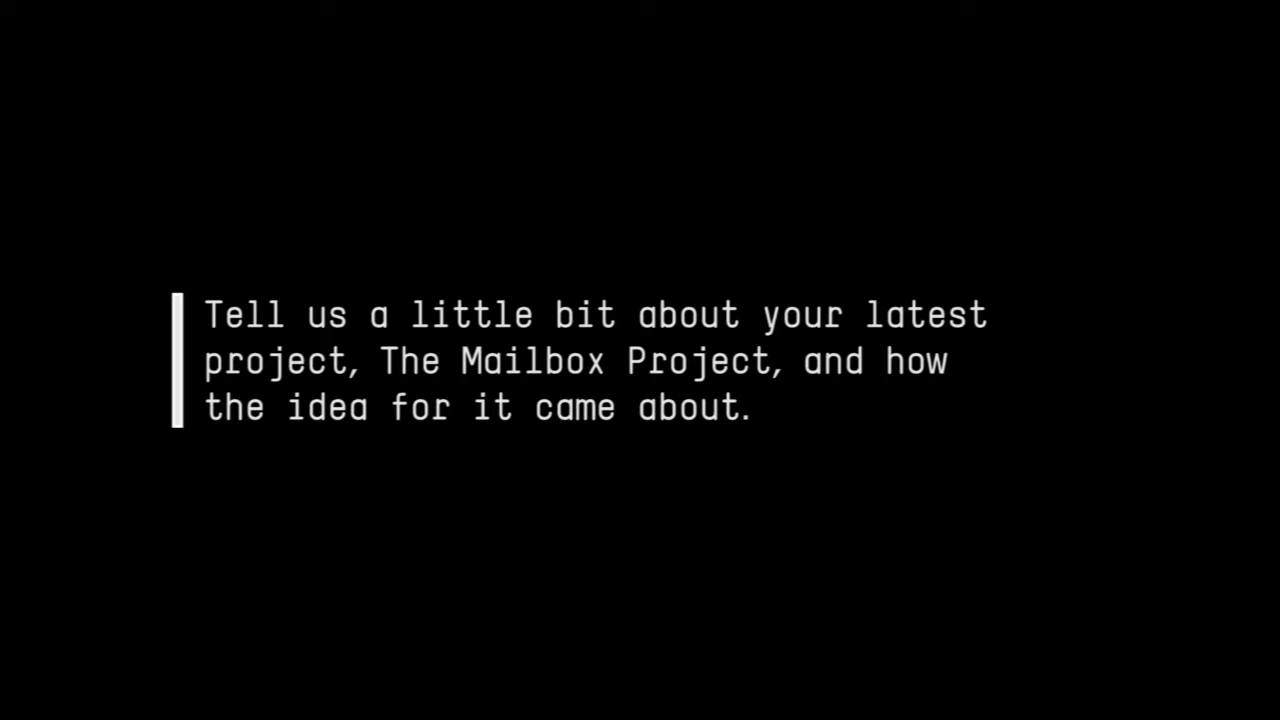 Tell us a little bit about your latest
project, The Mailbox Project, and how
the idea for it came about.